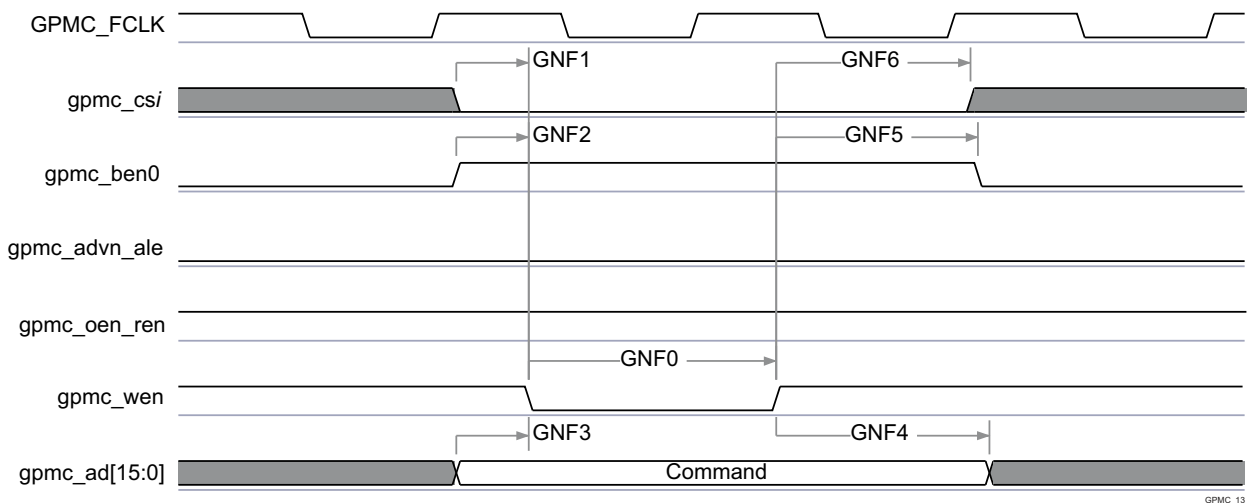 GPMC_FCLK
GNF1
GNF6
gpmc_csi
GNF2
GNF5
gpmc_ben0
gpmc_advn_ale
gpmc_oen_ren
GNF0
gpmc_wen
GNF3
GNF4
gpmc_ad[15:0]
Command
GPMC_13